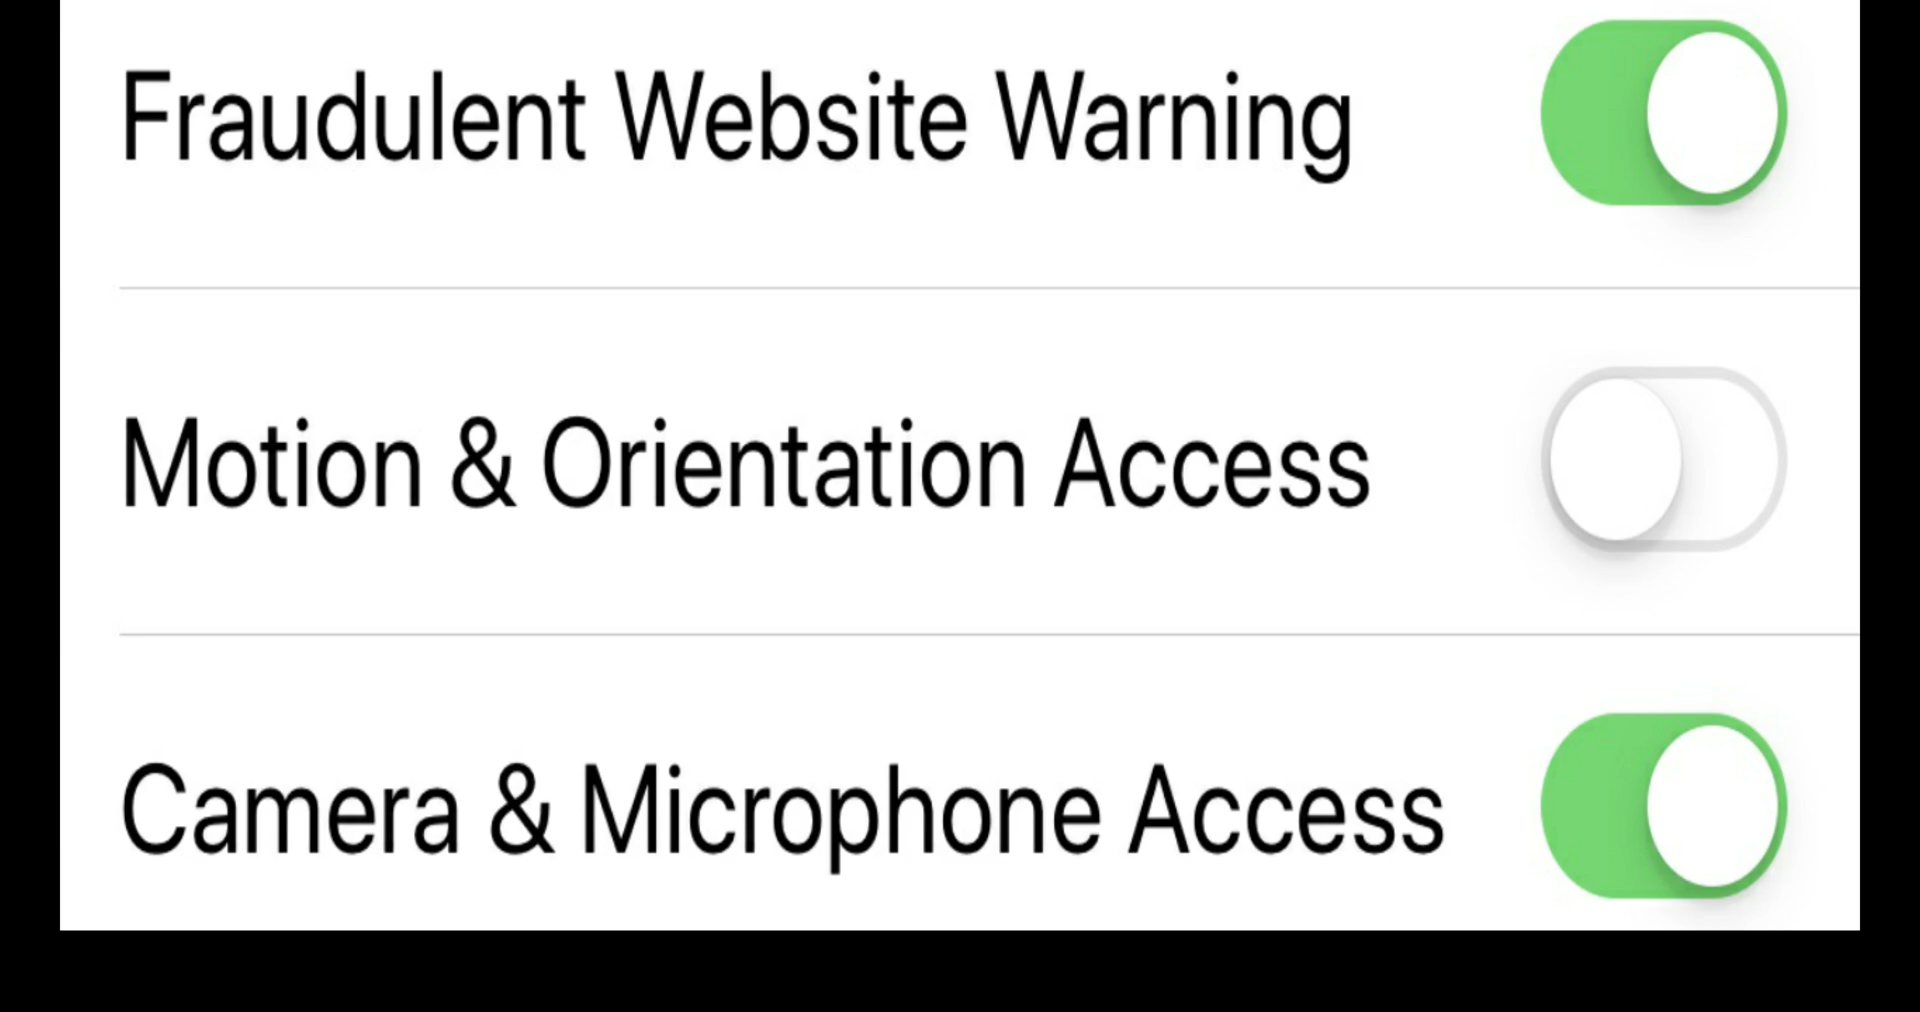 Fraudulent Website Warning
Motion & Orientation Access
Camera & Microphone Access